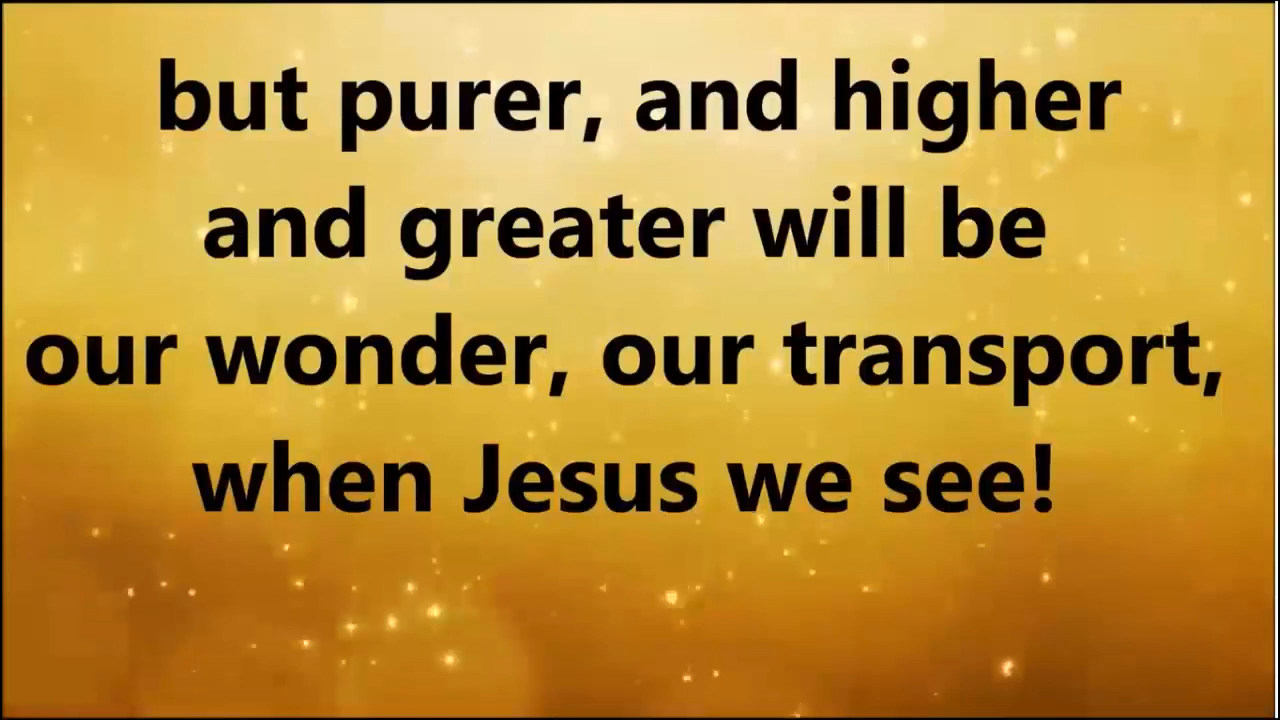 but purer, and higher
and greater will be
our wonder, our transport,
when Jesus we see!